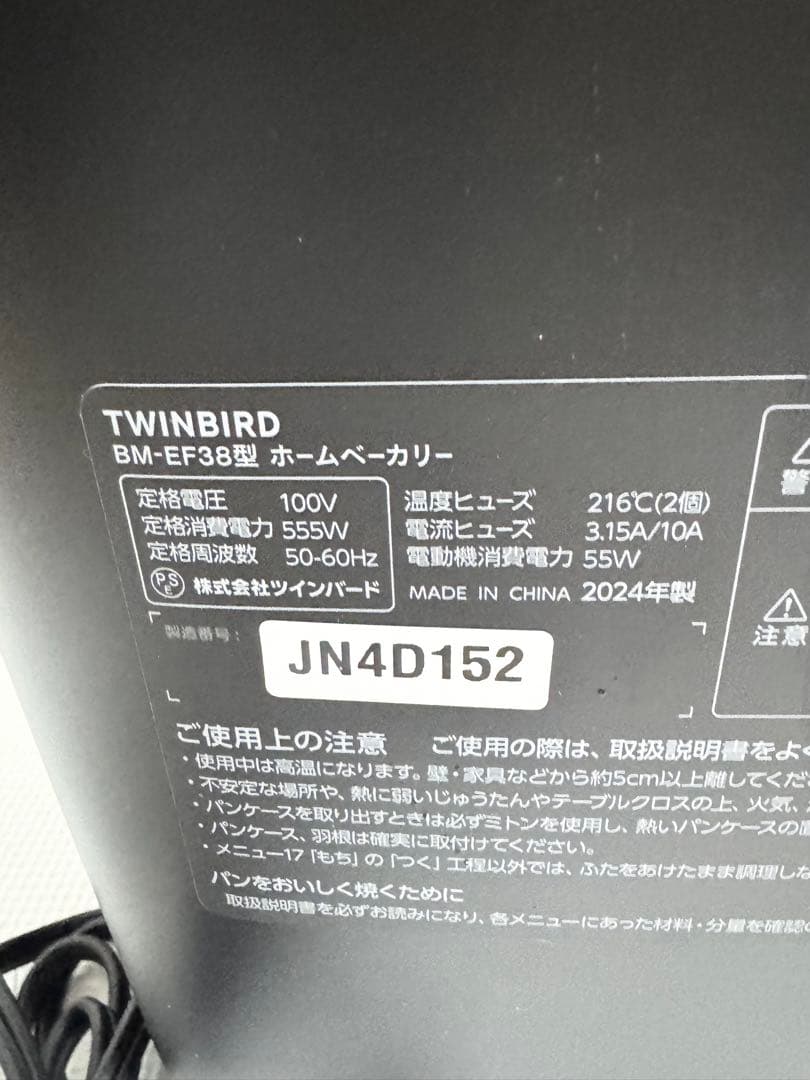 TWINBIRD
BM-EF38型 ホームベーカリー
定格電圧 100V
定格消費電力 555W
定格周波数 50-60Hz
PSE 株式会社ツインバード
温度ヒューズ 216℃(2個)
電流ヒューズ 3.15A/10A
電動機消費電力 55W
MADE IN CHINA 2024年製
製造番号:
JN4D152
警
注意
ご使用上の注意 ご使用の際は、取扱説明書をよく
・使用中は高温になります。壁・家具などから約5cm以上離してくだ
・不安定な場所や、熱に弱いじゅうたんやテーブルクロスの上、火気、
・パンケースを取り出すときは必ずミトンを使用し、熱いパンケースの
・パンケース、羽根は確実に取付けてください。
・メニュー17「もち」の「つく」工程以外では、ふたをあけたまま調理しな
パンをおいしく焼くために
取扱説明書を必ずお読みになり、各メニューにあった材料・分量を確認